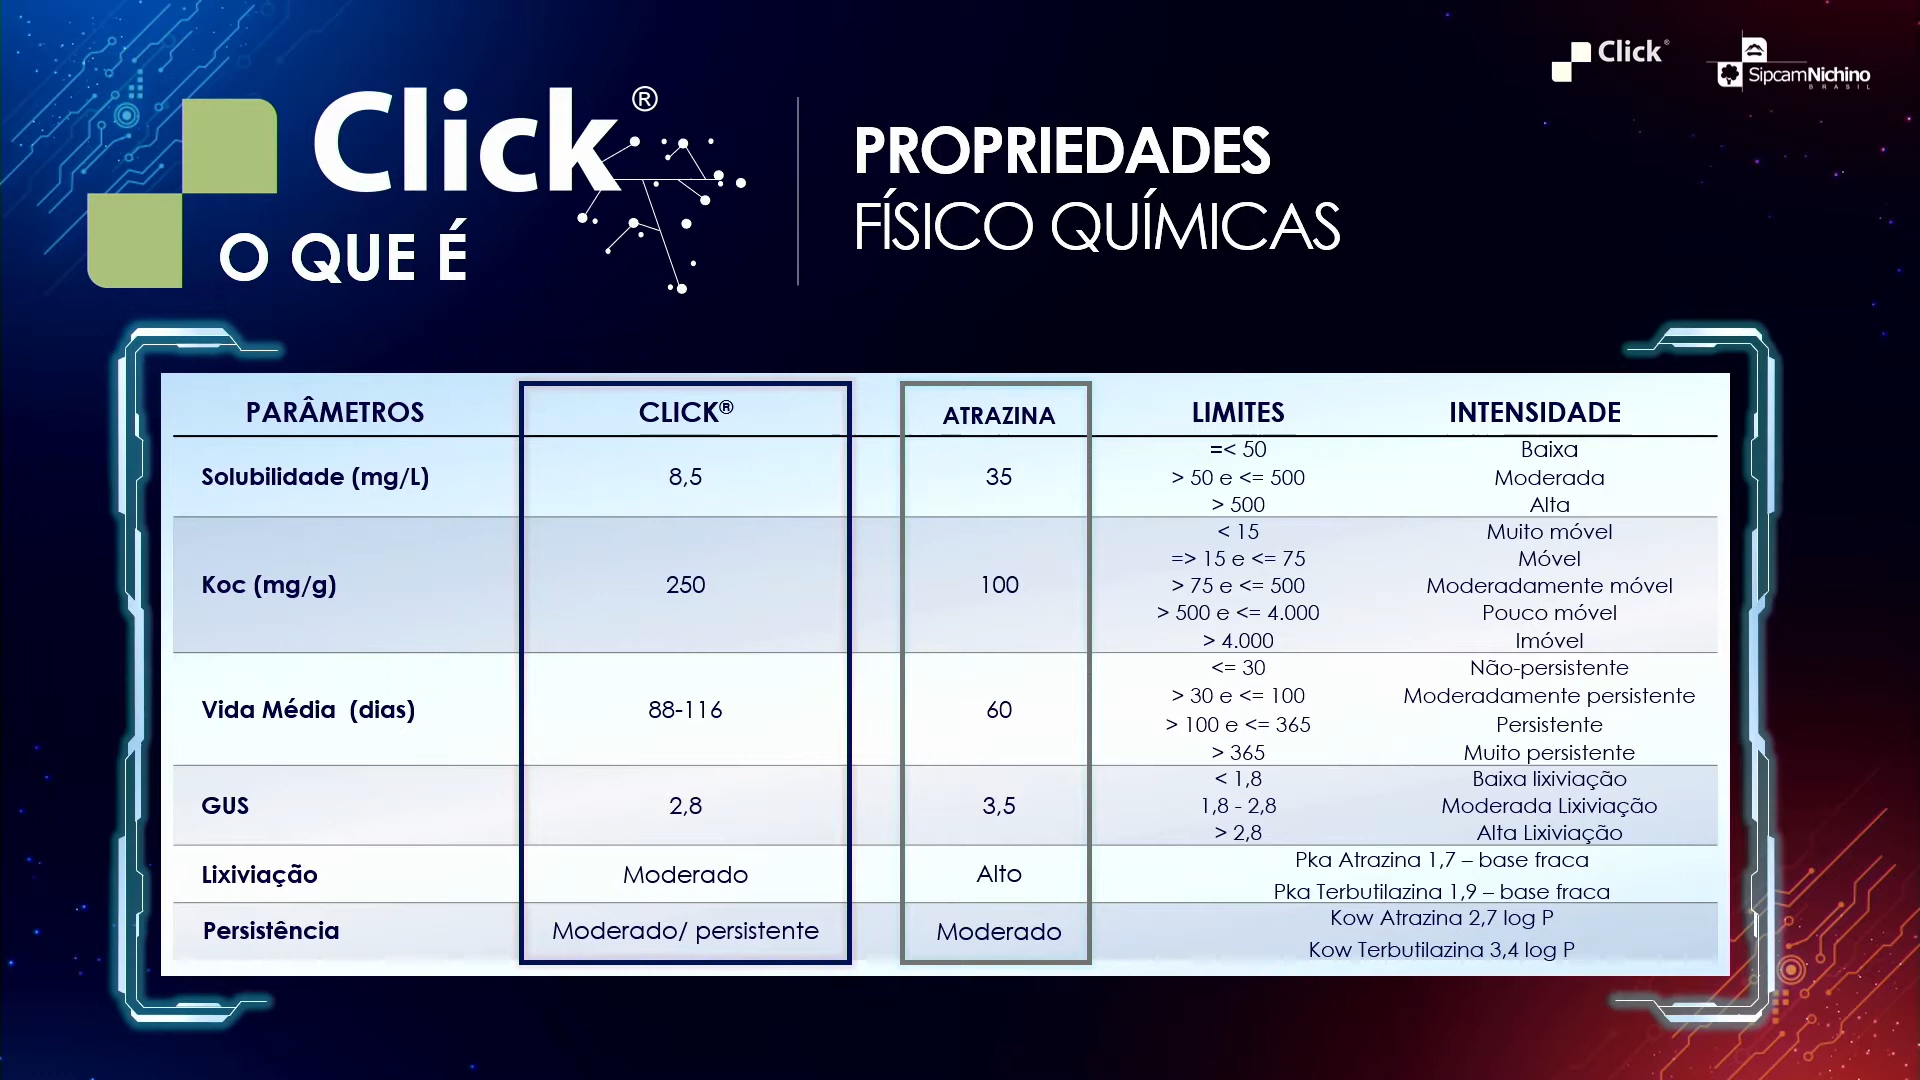 Click®
SipcamNichino
BRASIL
Click®
O QUE É
PROPRIEDADES
FÍSICO QUÍMICAS
PARÂMETROS CLICK® ATRAZINA LIMITES INTENSIDADE
Solubilidade (mg/L) 8,5 35
=< 50 Baixa
> 50 e <= 500 Moderada
> 500 Alta
Koc (mg/g) 250 100
< 15 Muito móvel
=> 15 e <= 75 Móvel
> 75 e <= 500 Moderadamente móvel
> 500 e <= 4.000 Pouco móvel
> 4.000 Imóvel
Vida Média (dias) 88-116 60
<= 30 Não-persistente
> 30 e <= 100 Moderadamente persistente
> 100 e <= 365 Persistente
> 365 Muito persistente
GUS 2,8 3,5
< 1,8 Baixa lixiviação
1,8 - 2,8 Moderada Lixiviação
> 2,8 Alta Lixiviação
Lixiviação Moderado Alto
Pka Atrazina 1,7 – base fraca
Pka Terbutilazina 1,9 – base fraca
Persistência Moderado/ persistente Moderado
Kow Atrazina 2,7 log P
Kow Terbutilazina 3,4 log P